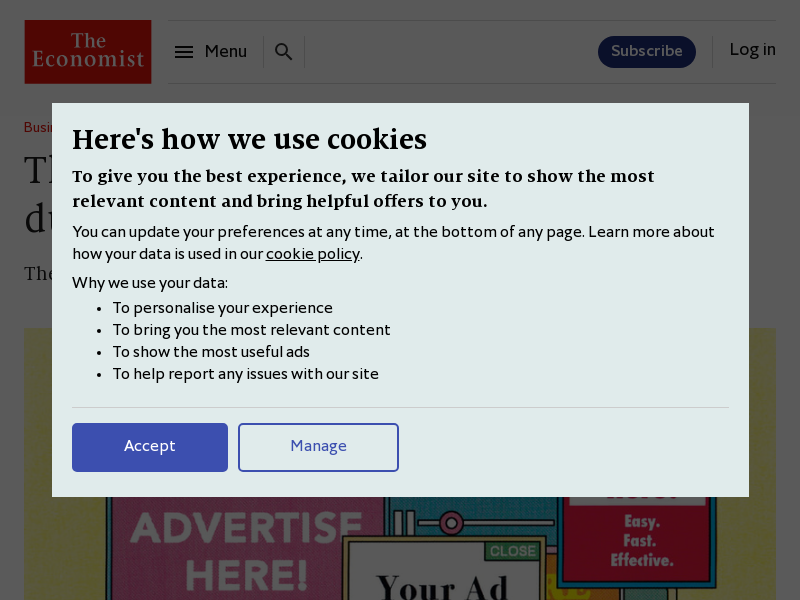 The
Economist
Menu
Subscribe
Log in
Here's how we use cookies
To give you the best experience, we tailor our site to show the most
relevant content and bring helpful offers to you.
You can update your preferences at any time, at the bottom of any page. Learn more about
how your data is used in our cookie policy.
Why we use your data:
• To personalise your experience
• To bring you the most relevant content
• To show the most useful ads
• To help report any issues with our site
Accept
Manage
ADVERTISE
HERE!
CLOSE
Your Ad
Easy.
Fast.
Effective.
The